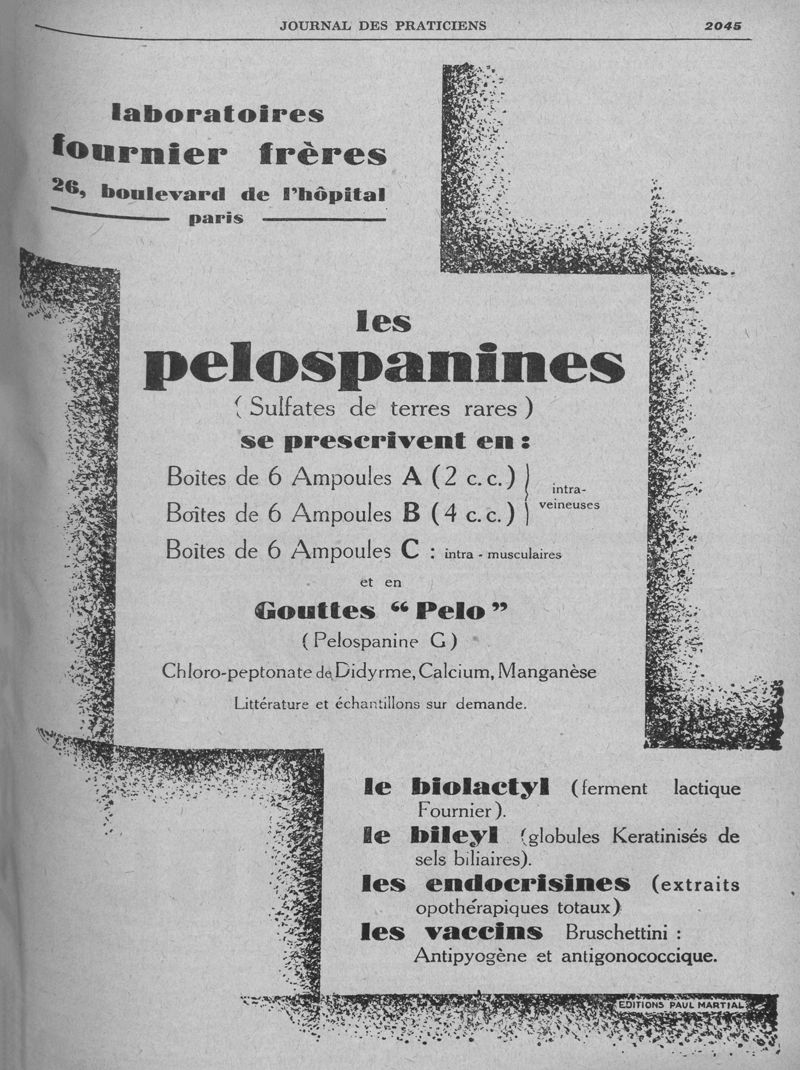 JOURNAL DES PRATICIENS 2045
laboratoires
fournier frères
26, boulevard de l'hôpital
paris
les
pelospanines
(Sulfates de terres rares)
se prescrivent en :
Boîtes de 6 Ampoules A (2 c.c.)
Boîtes de 6 Ampoules B (4 c.c.)
intra-
veineuses
Boîtes de 6 Ampoules C : intra - musculaires
et en
Gouttes “ Pelo ”
(Pelospanine G)
Chloro-peptonate de Didyme, Calcium, Manganèse
Littérature et échantillons sur demande.
le biolactyl (ferment lactique
Fournier).
le bileyl (globules Keratinisés de
sels biliaires).
les endocrisines (extraits
opothérapiques totaux)
les vaccins Bruschettini :
Antipyogène et antigonococcique.
EDITIONS PAUL MARTIAL